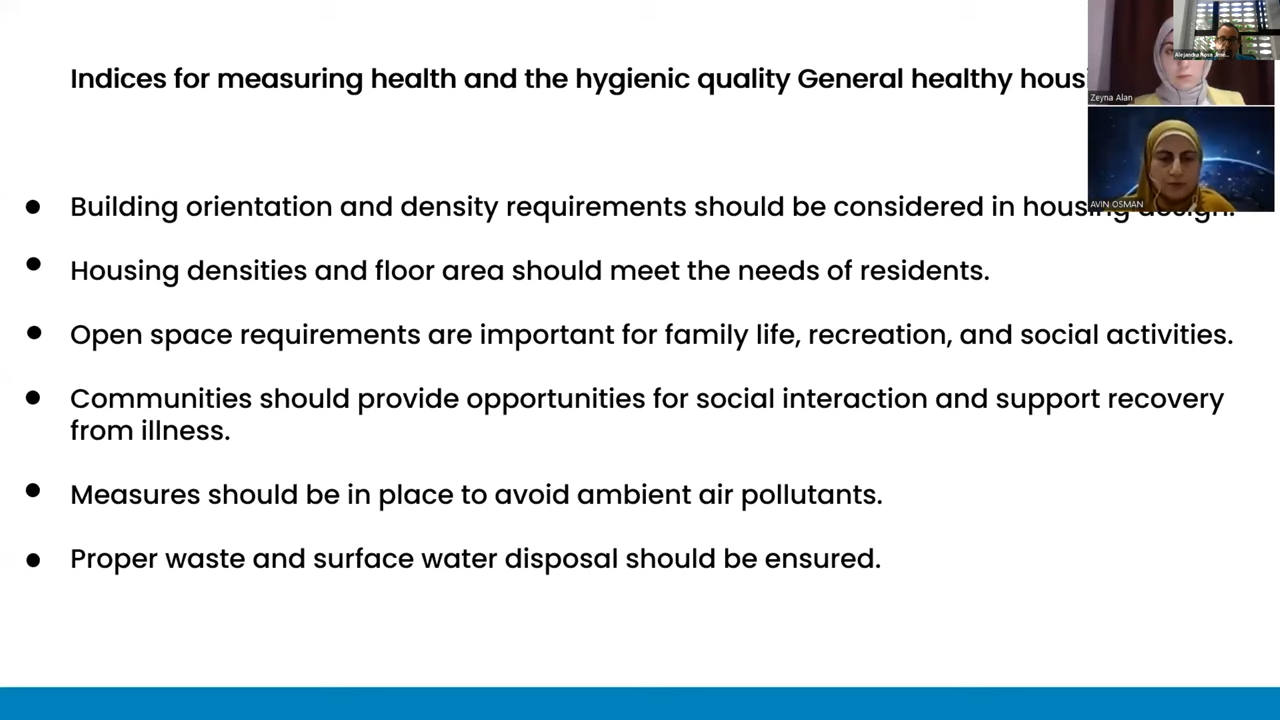 Indices for measuring health and the hygienic quality General healthy housi
● Building orientation and density requirements should be considered in housing design.
● Housing densities and floor area should meet the needs of residents.
● Open space requirements are important for family life, recreation, and social activities.
● Communities should provide opportunities for social interaction and support recovery
from illness.
● Measures should be in place to avoid ambient air pollutants.
● Proper waste and surface water disposal should be ensured.
Zeyna Alan
AVIN OSMAN